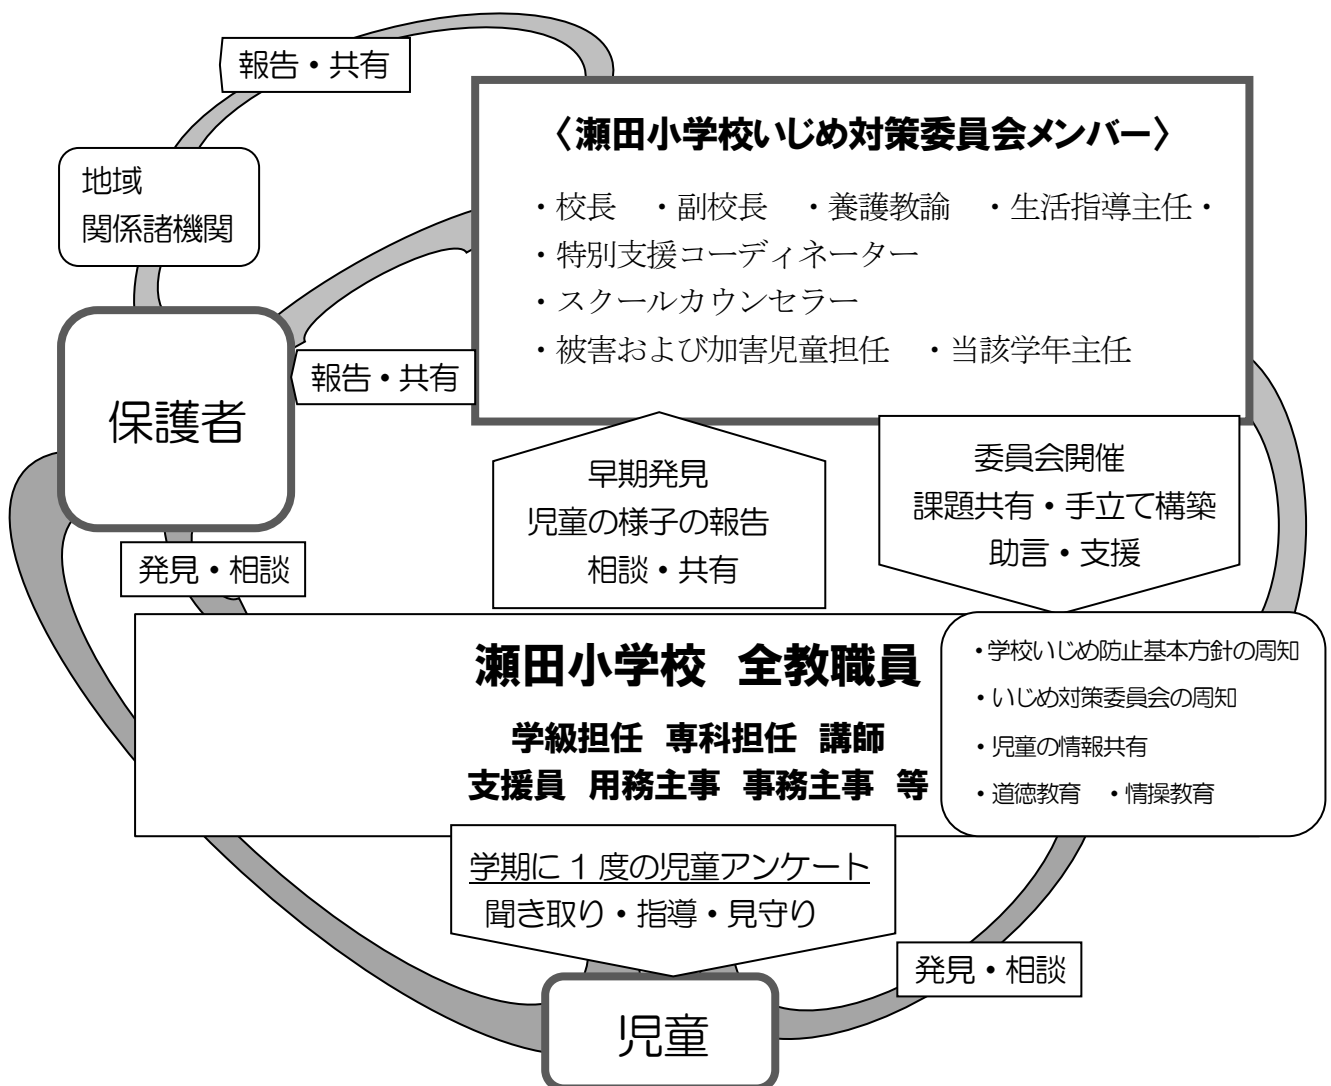 報告・共有
〈瀬田小学校いじめ対策委員会メンバー〉
・校長　・副校長　・養護教諭　・生活指導主任・
・特別支援コーディネーター
・スクールカウンセラー
・被害および加害児童担任　・当該学年主任
地域
関係諸機関
報告・共有
保護者
発見・相談
早期発見
児童の様子の報告
相談・共有
委員会開催
課題共有・手立て構築
助言・支援
瀬田小学校　全教職員
学級担任　専科担任　講師
支援員　用務主事　事務主事　等
・学校いじめ防止基本方針の周知
・いじめ対策委員会の周知
・児童の情報共有
・道徳教育　・情操教育
学期に１度の児童アンケート
聞き取り・指導・見守り
発見・相談
児童